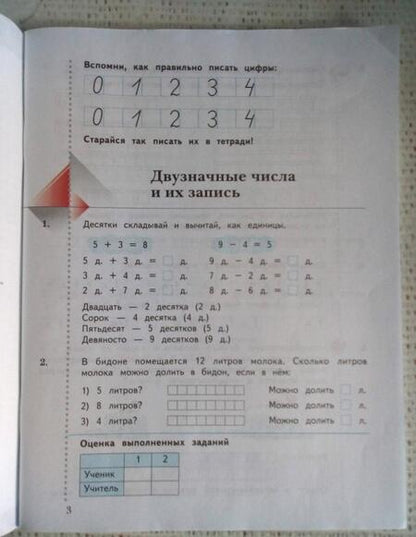 Вспомни, как правильно писать цифры:
0 1 2 3 4
0 1 2 3 4
Старайся так писать их в тетради!
Двузначные числа
и их запись
1. Десятки складывай и вычитай, как единицы.
5 + 3 = 8 9 − 4 = 5
5 д. + 3 д. = д. 9 д. − 4 д. = д.
3 д. + 4 д. = д. 7 д. − 2 д. = д.
2 д. + 7 д. = д. 8 д. − 6 д. = д.
Двадцать — 2 десятка (2 д.)
Сорок — 4 десятка (4 д.)
Пятьдесят — 5 десятков (5 д.)
Девяносто — 9 десятков (9 д.)
2. В бидоне помещается 12 литров молока. Сколько литров
молока можно долить в бидон, если в нём:
1) 5 литров? Можно долить л.
2) 8 литров? Можно долить л.
3) 4 литра? Можно долить л.
Оценка выполненных заданий
1 2
Ученик
Учитель
3